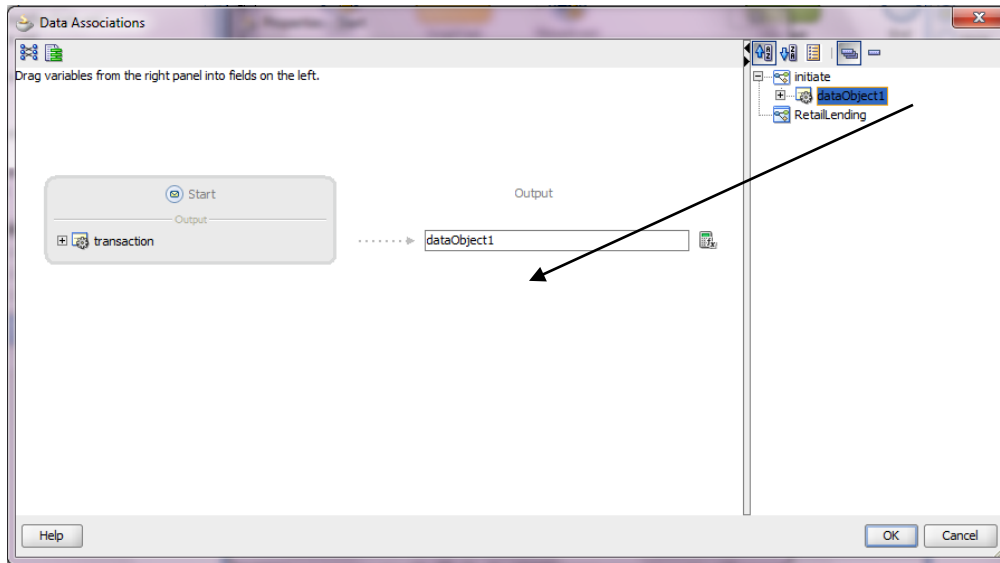 Data Associations
Drag variables from the right panel into fields on the left.
initiate
dataObject1
RetailLending
Start
Output
Output
transaction
dataObject1
Help
OK
Cancel